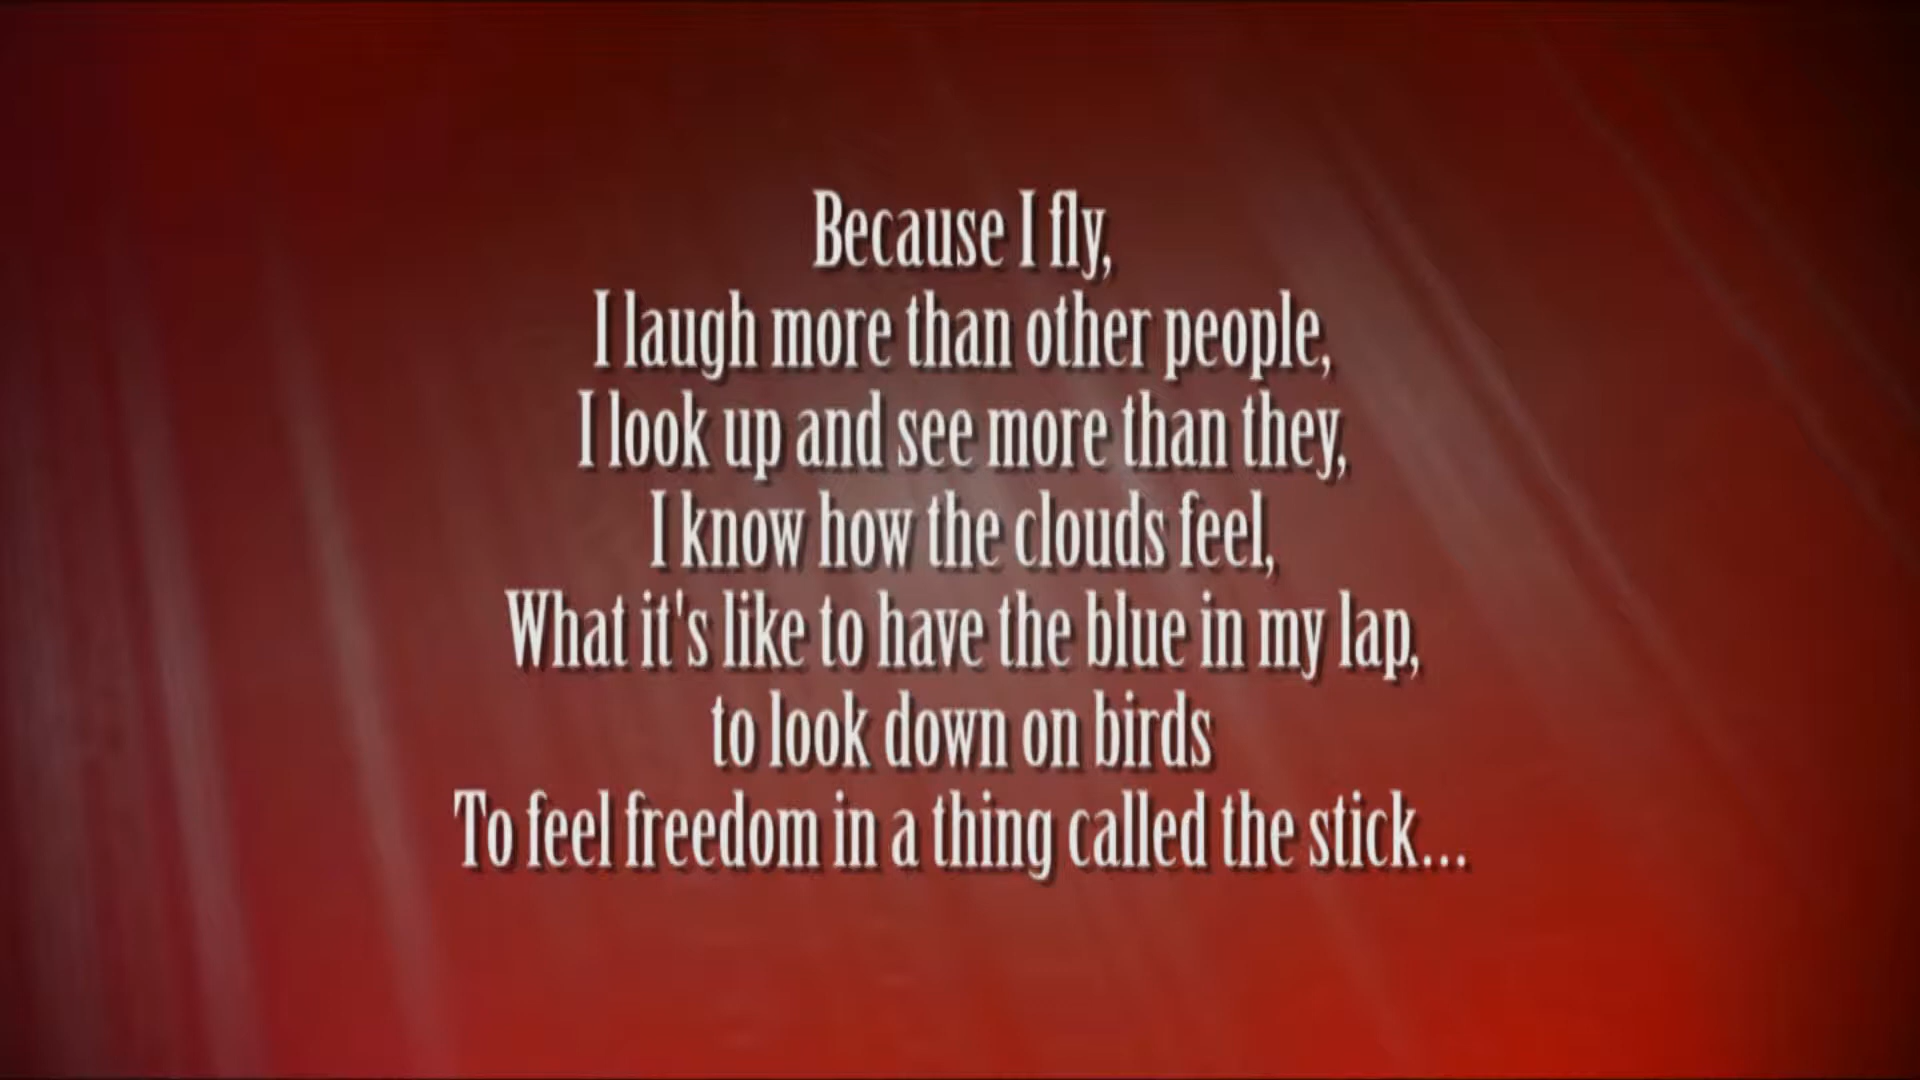 Because I fly,
I laugh more than other people,
I look up and see more than they,
I know how the clouds feel,
What it's like to have the blue in my lap,
to look down on birds
To feel freedom in a thing called the stick...